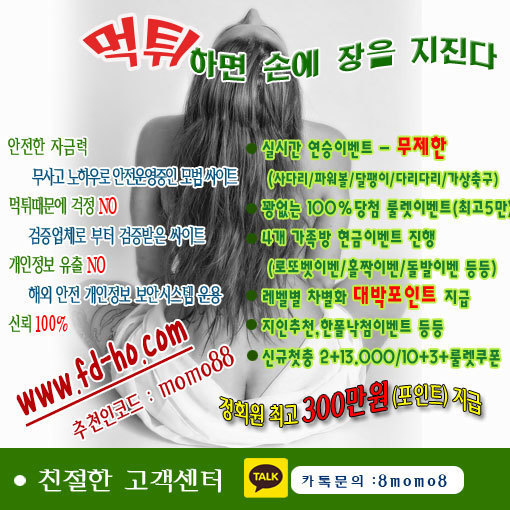 먹튀하면 손에 장을 지진다
안전한 자금력
무사고 노하우로 안전운영중인 모범 싸이트
먹튀때문에 걱정 NO
검증업체로 부터 검증받은 싸이트
개인정보 유출 NO
해외 안전 개인정보 보안시스템 운용
신뢰 100%
www.fd-ho.com
추천인코드 : momo88
● 실시간 연승이벤트 - 무제한
(사다리/파워볼/달팽이/다리다리/가상축구)
● 꽝없는 100%당첨 룰렛이벤트(최고5만)
● 4개 가족방 현금이벤트 진행
(로또벳이벤/홀짝이벤/돌발이벤 등등)
● 레벨별 차별화 대박포인트 지급
● 지인추천,한폴낙첨이벤트 등등
● 신규첫충 2+13,000/10+3+룰렛쿠폰
정회원 최고 300만원 (포인트) 지급
• 친절한 고객센터
TALK
카톡문의 :8momo8